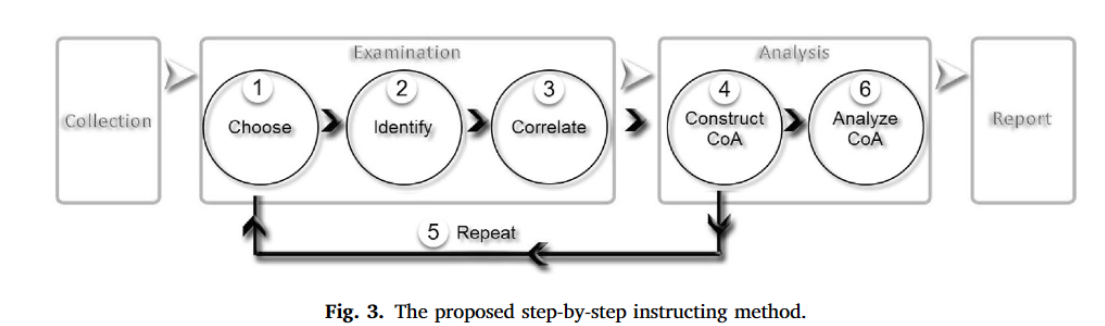 Examination
Analysis
1
2
3
4
6
Collection
Choose
Identify
Correlate
Construct
CoA
Analyze
CoA
Report
5 Repeat
Fig. 3. The proposed step-by-step instructing method.